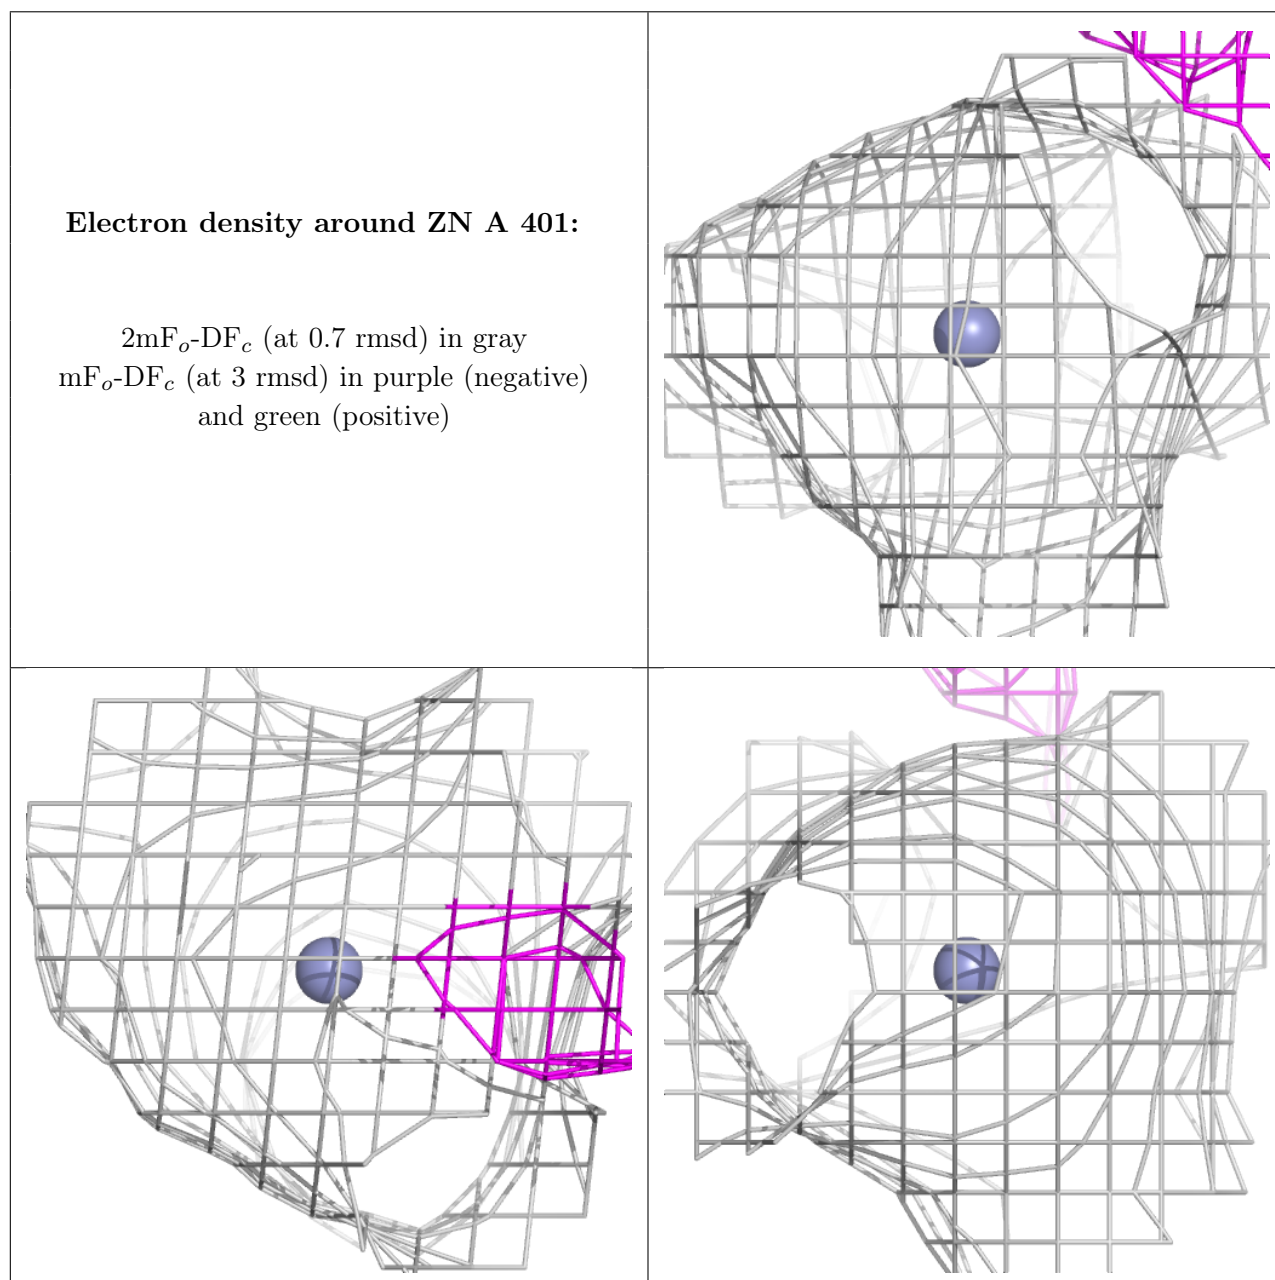 Electron density around ZN A 401:
2mFo-DFc (at 0.7 rmsd) in gray
mFo-DFc (at 3 rmsd) in purple (negative)
and green (positive)